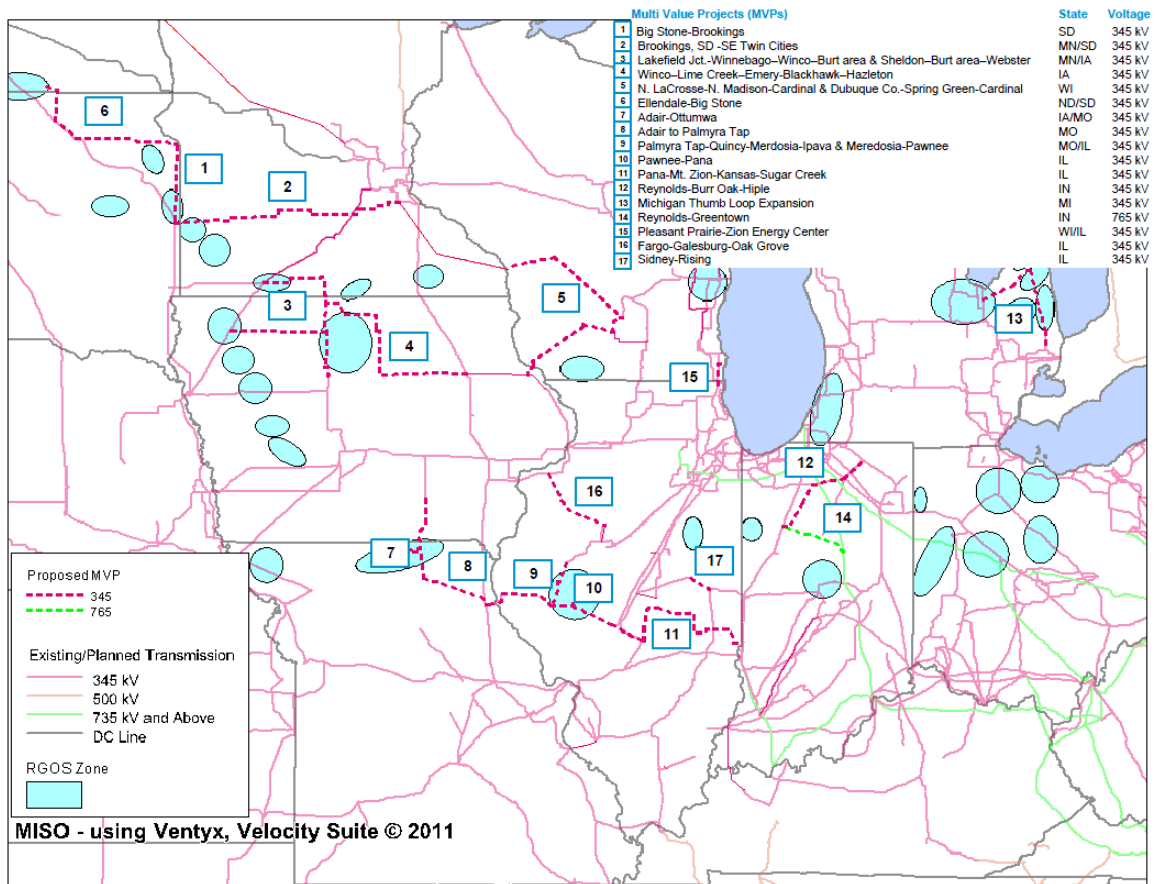 Multi Value Projects (MVPs) State Voltage
1 Big Stone-Brookings SD 345 kV
2 Brookings, SD -SE Twin Cities MN/SD 345 kV
3 Lakefield Jct.-Winnebago–Winco–Burt area & Sheldon–Burt area–Webster MN/IA 345 kV
4 Winco–Lime Creek–Emery–Blackhawk–Hazleton IA 345 kV
5 N. LaCrosse-N. Madison-Cardinal & Dubuque Co.-Spring Green-Cardinal WI 345 kV
6 Ellendale-Big Stone ND/SD 345 kV
7 Adair-Ottumwa IA/MO 345 kV
8 Adair to Palmyra Tap MO 345 kV
9 Palmyra Tap-Quincy-Merdosia-Ipava & Meredosia-Pawnee MO/IL 345 kV
10 Pawnee-Pana IL 345 kV
11 Pana-Mt. Zion-Kansas-Sugar Creek IL 345 kV
12 Reynolds-Burr Oak-Hiple IN 345 kV
13 Michigan Thumb Loop Expansion MI 345 kV
14 Reynolds-Greentown IN 765 kV
15 Pleasant Prairie-Zion Energy Center WI/IL 345 kV
16 Fargo-Galesburg-Oak Grove IL 345 kV
17 Sidney-Rising IL 345 kV
6
1
2
3
5
13
4
15
12
16
14
7
8
9
10
17
11
Proposed MVP
345
765
Existing/Planned Transmission
345 kV
500 kV
735 kV and Above
DC Line
RGOS Zone
MISO - using Ventyx, Velocity Suite © 2011